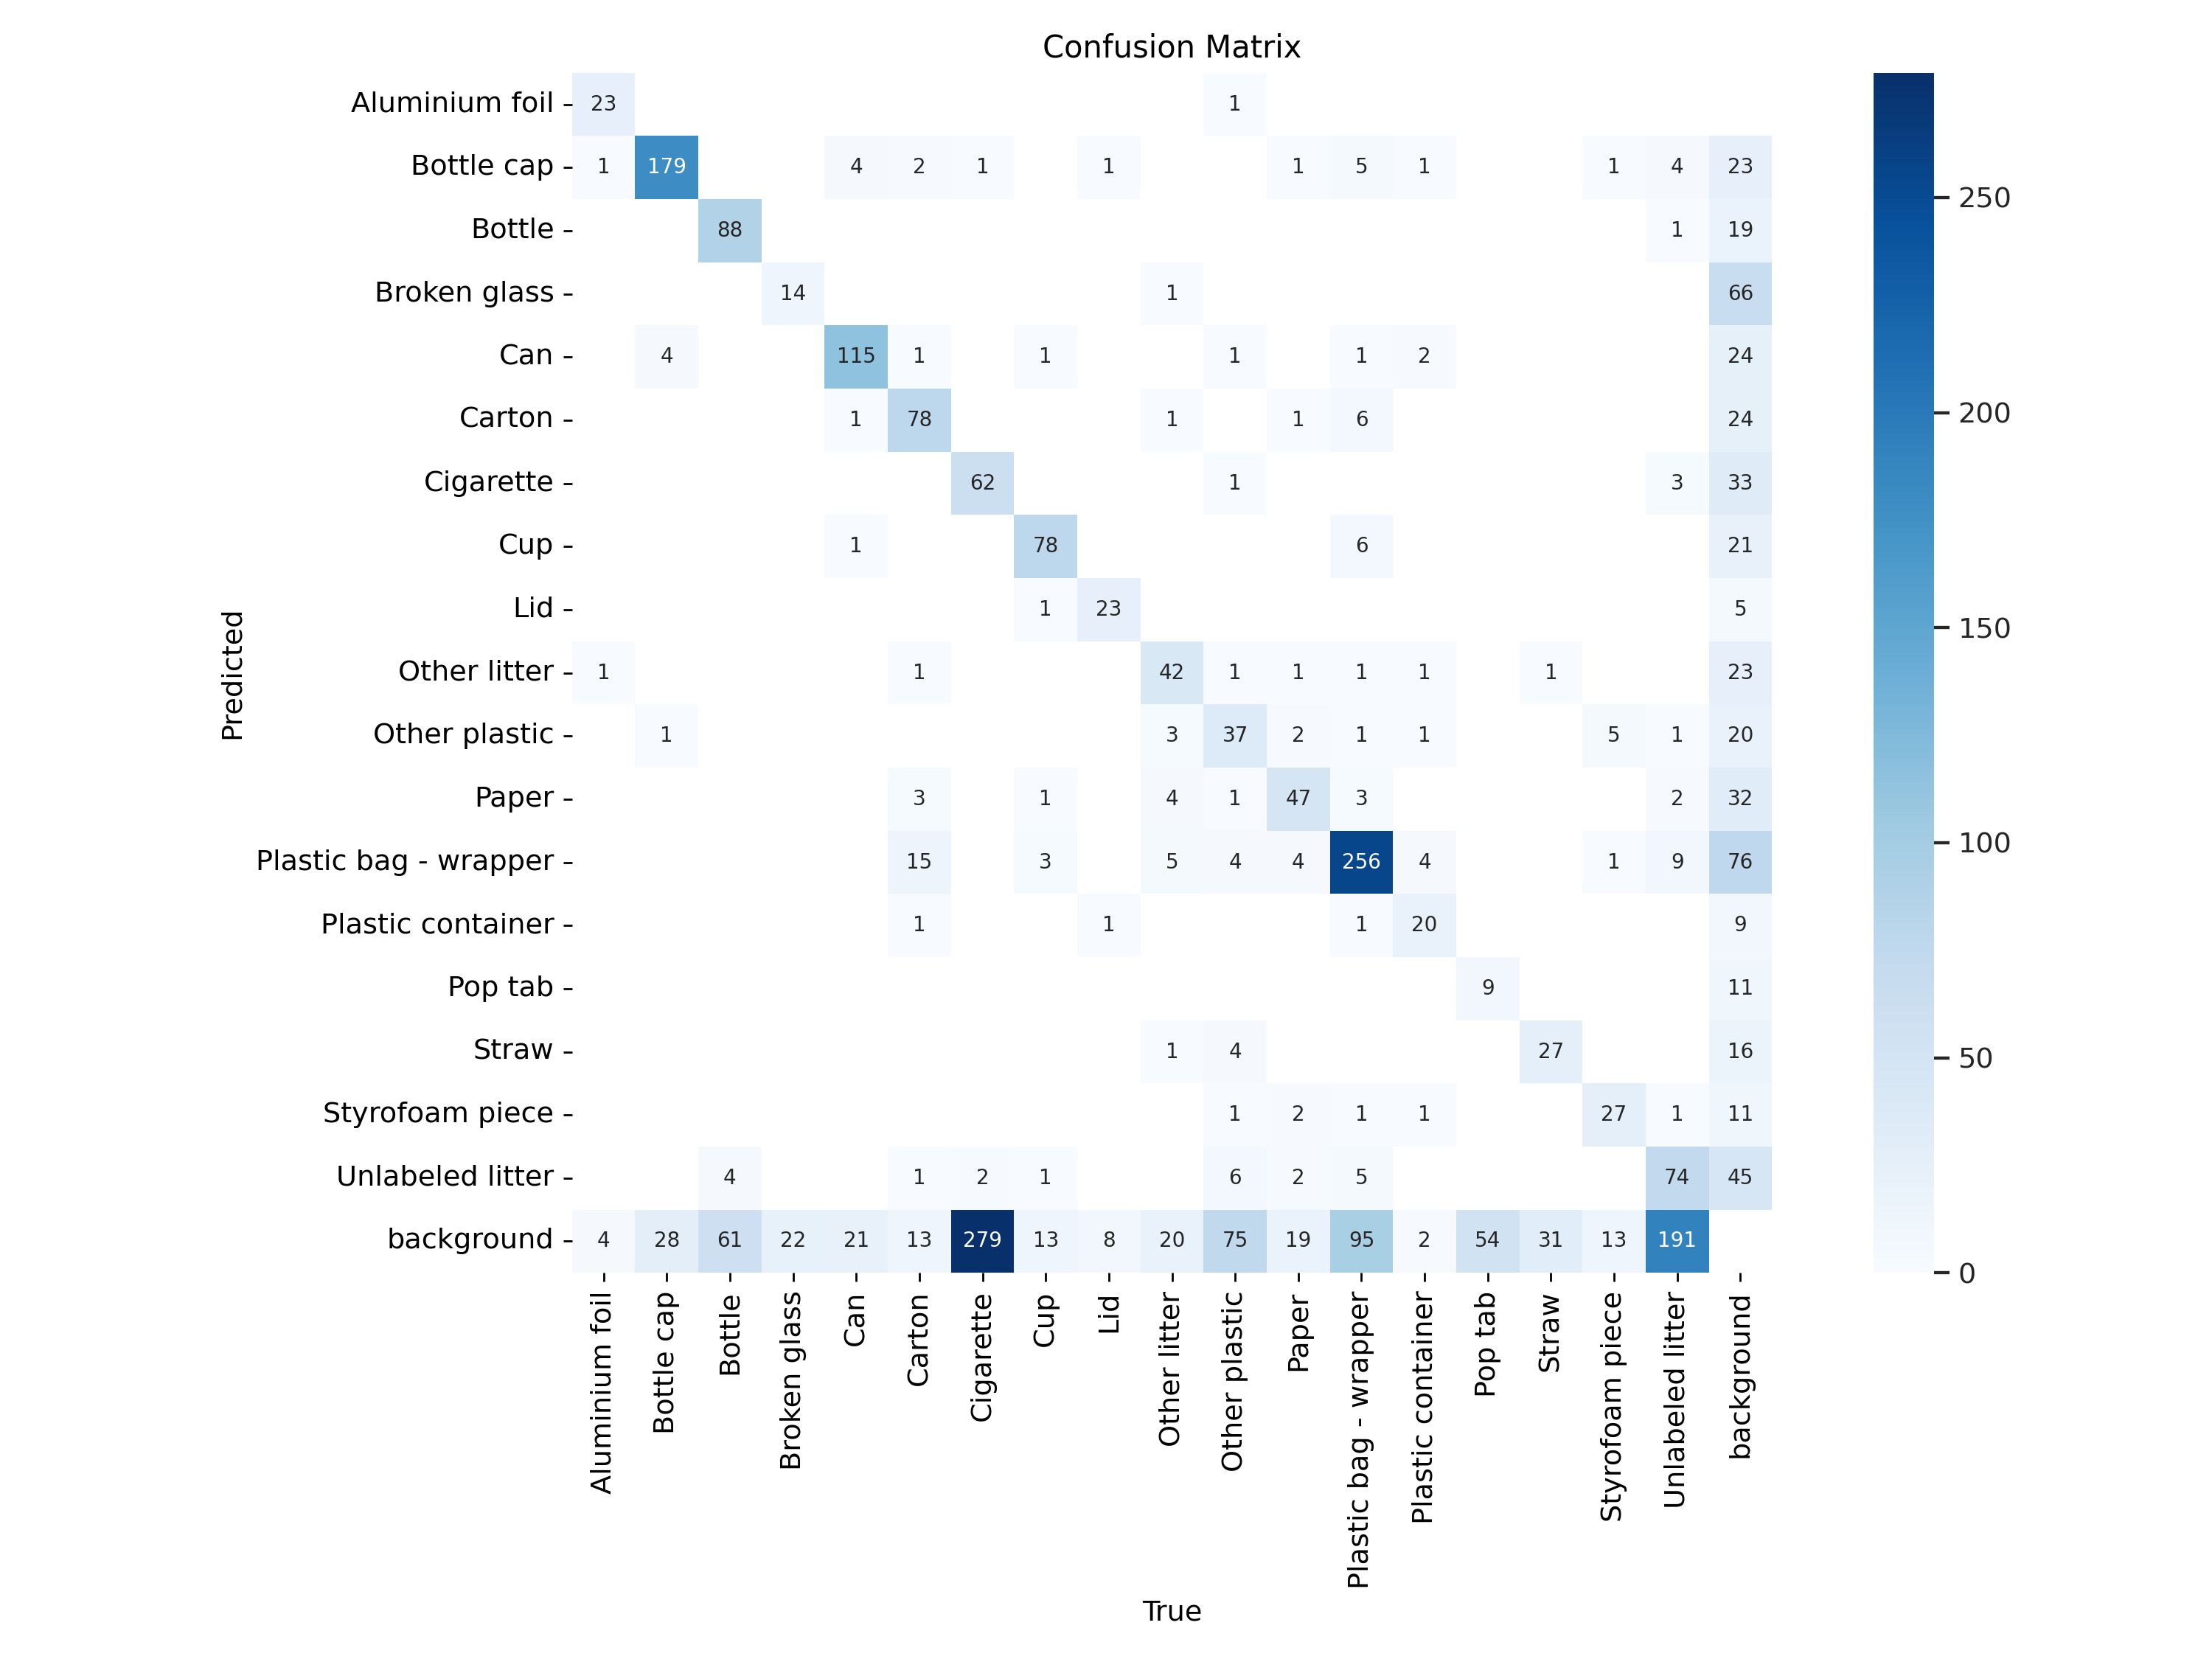 Confusion Matrix
Aluminium foil 23 1
Bottle cap 1 179 4 2 1 1 1 5 1 1 4 23
Bottle 88 1 19
Broken glass 14 1 66
Can 4 115 1 1 1 1 2 24
Carton 1 78 1 1 6 24
Cigarette 62 1 3 33
Cup 1 78 6 21
Lid 1 23 5
Other litter 1 1 42 1 1 1 1 1 23
Other plastic 1 3 37 2 1 1 5 1 20
Paper 3 1 4 1 47 3 2 32
Plastic bag - wrapper 15 3 5 4 4 256 4 1 9 76
Plastic container 1 1 1 20 9
Pop tab 9 11
Straw 1 4 27 16
Styrofoam piece 1 2 1 1 27 1 11
Unlabeled litter 4 1 2 1 6 2 5 74 45
background 4 28 61 22 21 13 279 13 8 20 75 19 95 2 54 31 13 191
Predicted
Aluminium foil
Bottle cap
Bottle
Broken glass
Can
Carton
Cigarette
Cup
Lid
Other litter
Other plastic
Paper
Plastic bag - wrapper
Plastic container
Pop tab
Straw
Styrofoam piece
Unlabeled litter
background
True
250
200
150
100
50
0